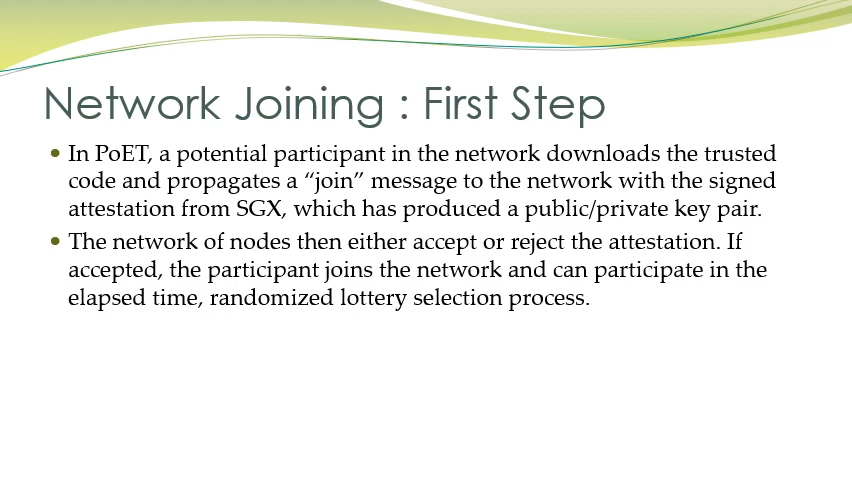 Network Joining : First Step
• In PoET, a potential participant in the network downloads the trusted
code and propagates a “join” message to the network with the signed
attestation from SGX, which has produced a public/private key pair.
• The network of nodes then either accept or reject the attestation. If
accepted, the participant joins the network and can participate in the
elapsed time, randomized lottery selection process.